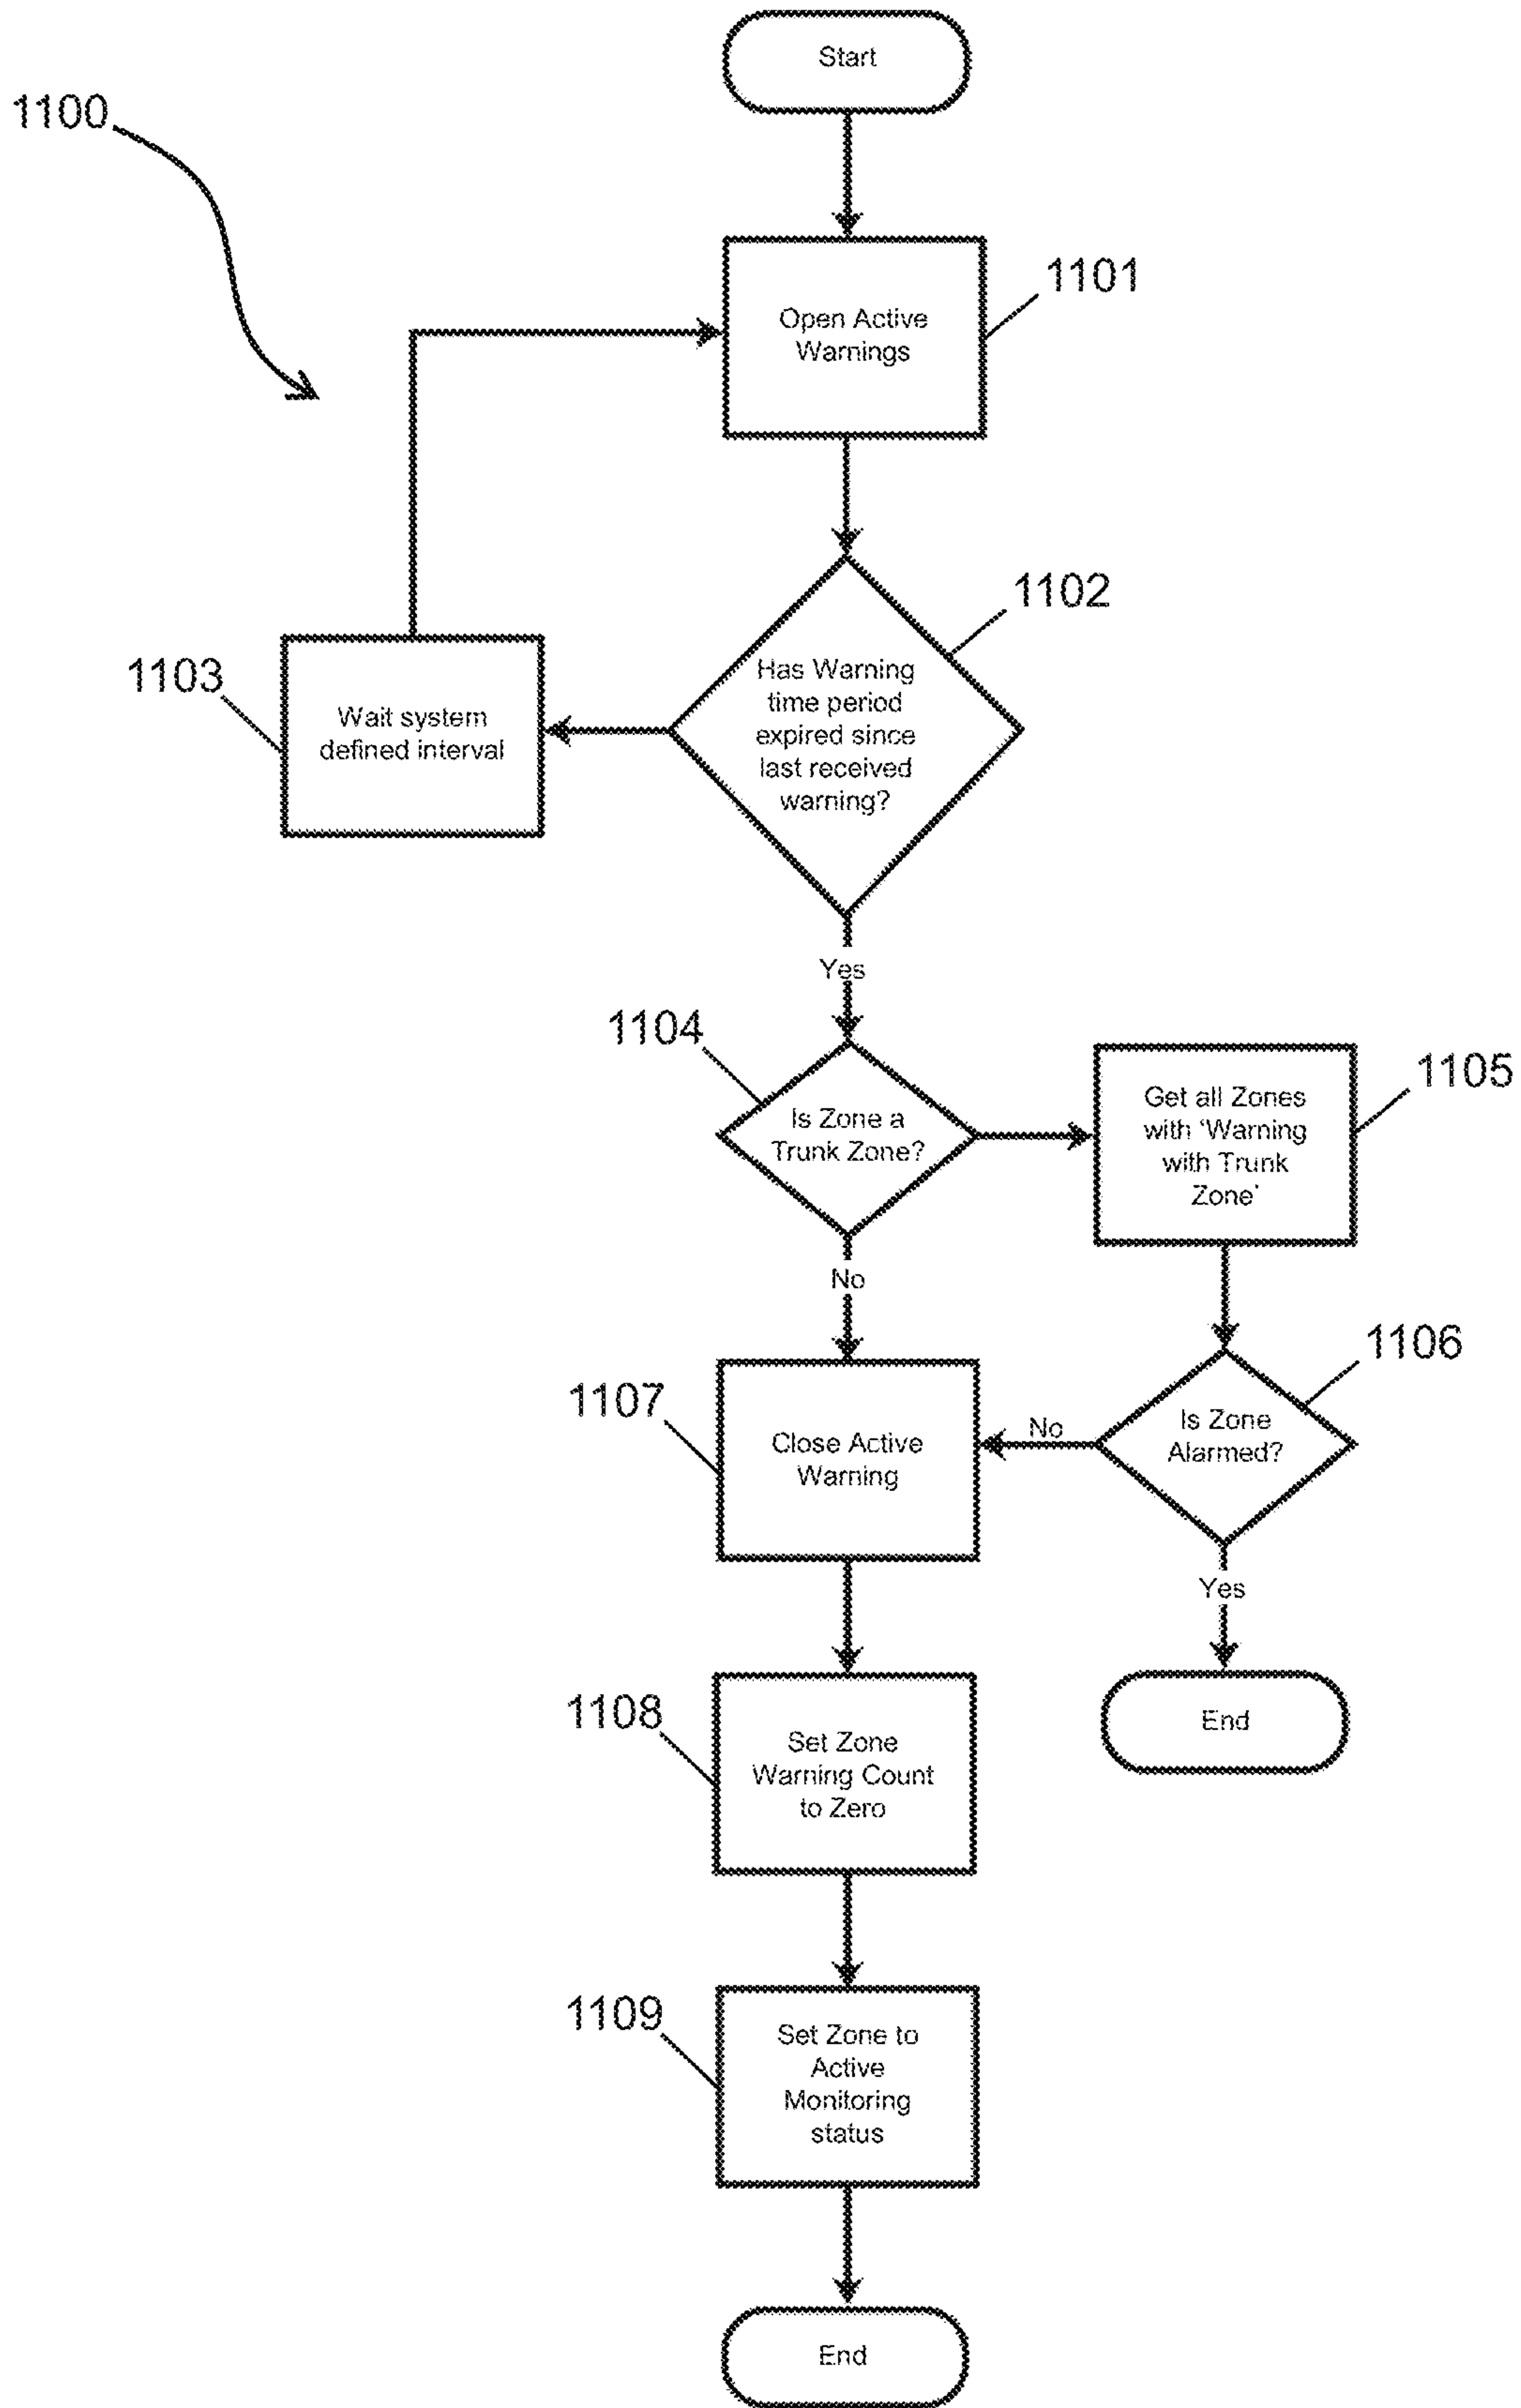 Start
1100
Open Active
Warnings
1101
Has Warning
time period
expired since
last received
warning?
1102
1103
Wait system
defined interval
Yes
1104
Is Zone a
Trunk Zone?
Get all Zones
with ‘Warning
with Trunk
Zone’
1105
No
1106
Is Zone
Alarmed?
No
1107
Close Active
Warning
Yes
End
1108
Set Zone
Warning Count
to Zero
1109
Set Zone to
Active
Monitoring
status
End